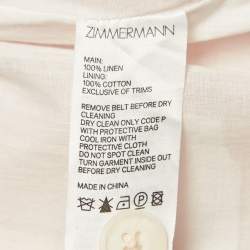 ZIMMERMANN
MAIN:
100% LINEN
LINING:
100% COTTON
EXCLUSIVE OF TRIMS
REMOVE BELT BEFORE DRY
CLEANING
DRY CLEAN ONLY CODE P
WITH PROTECTIVE BAG
COOL IRON WITH
PROTECTIVE CLOTH
DO NOT SPOT CLEAN
TURN GARMENT INSIDE OUT
BEFORE DRY CLEANING
MADE IN CHINA